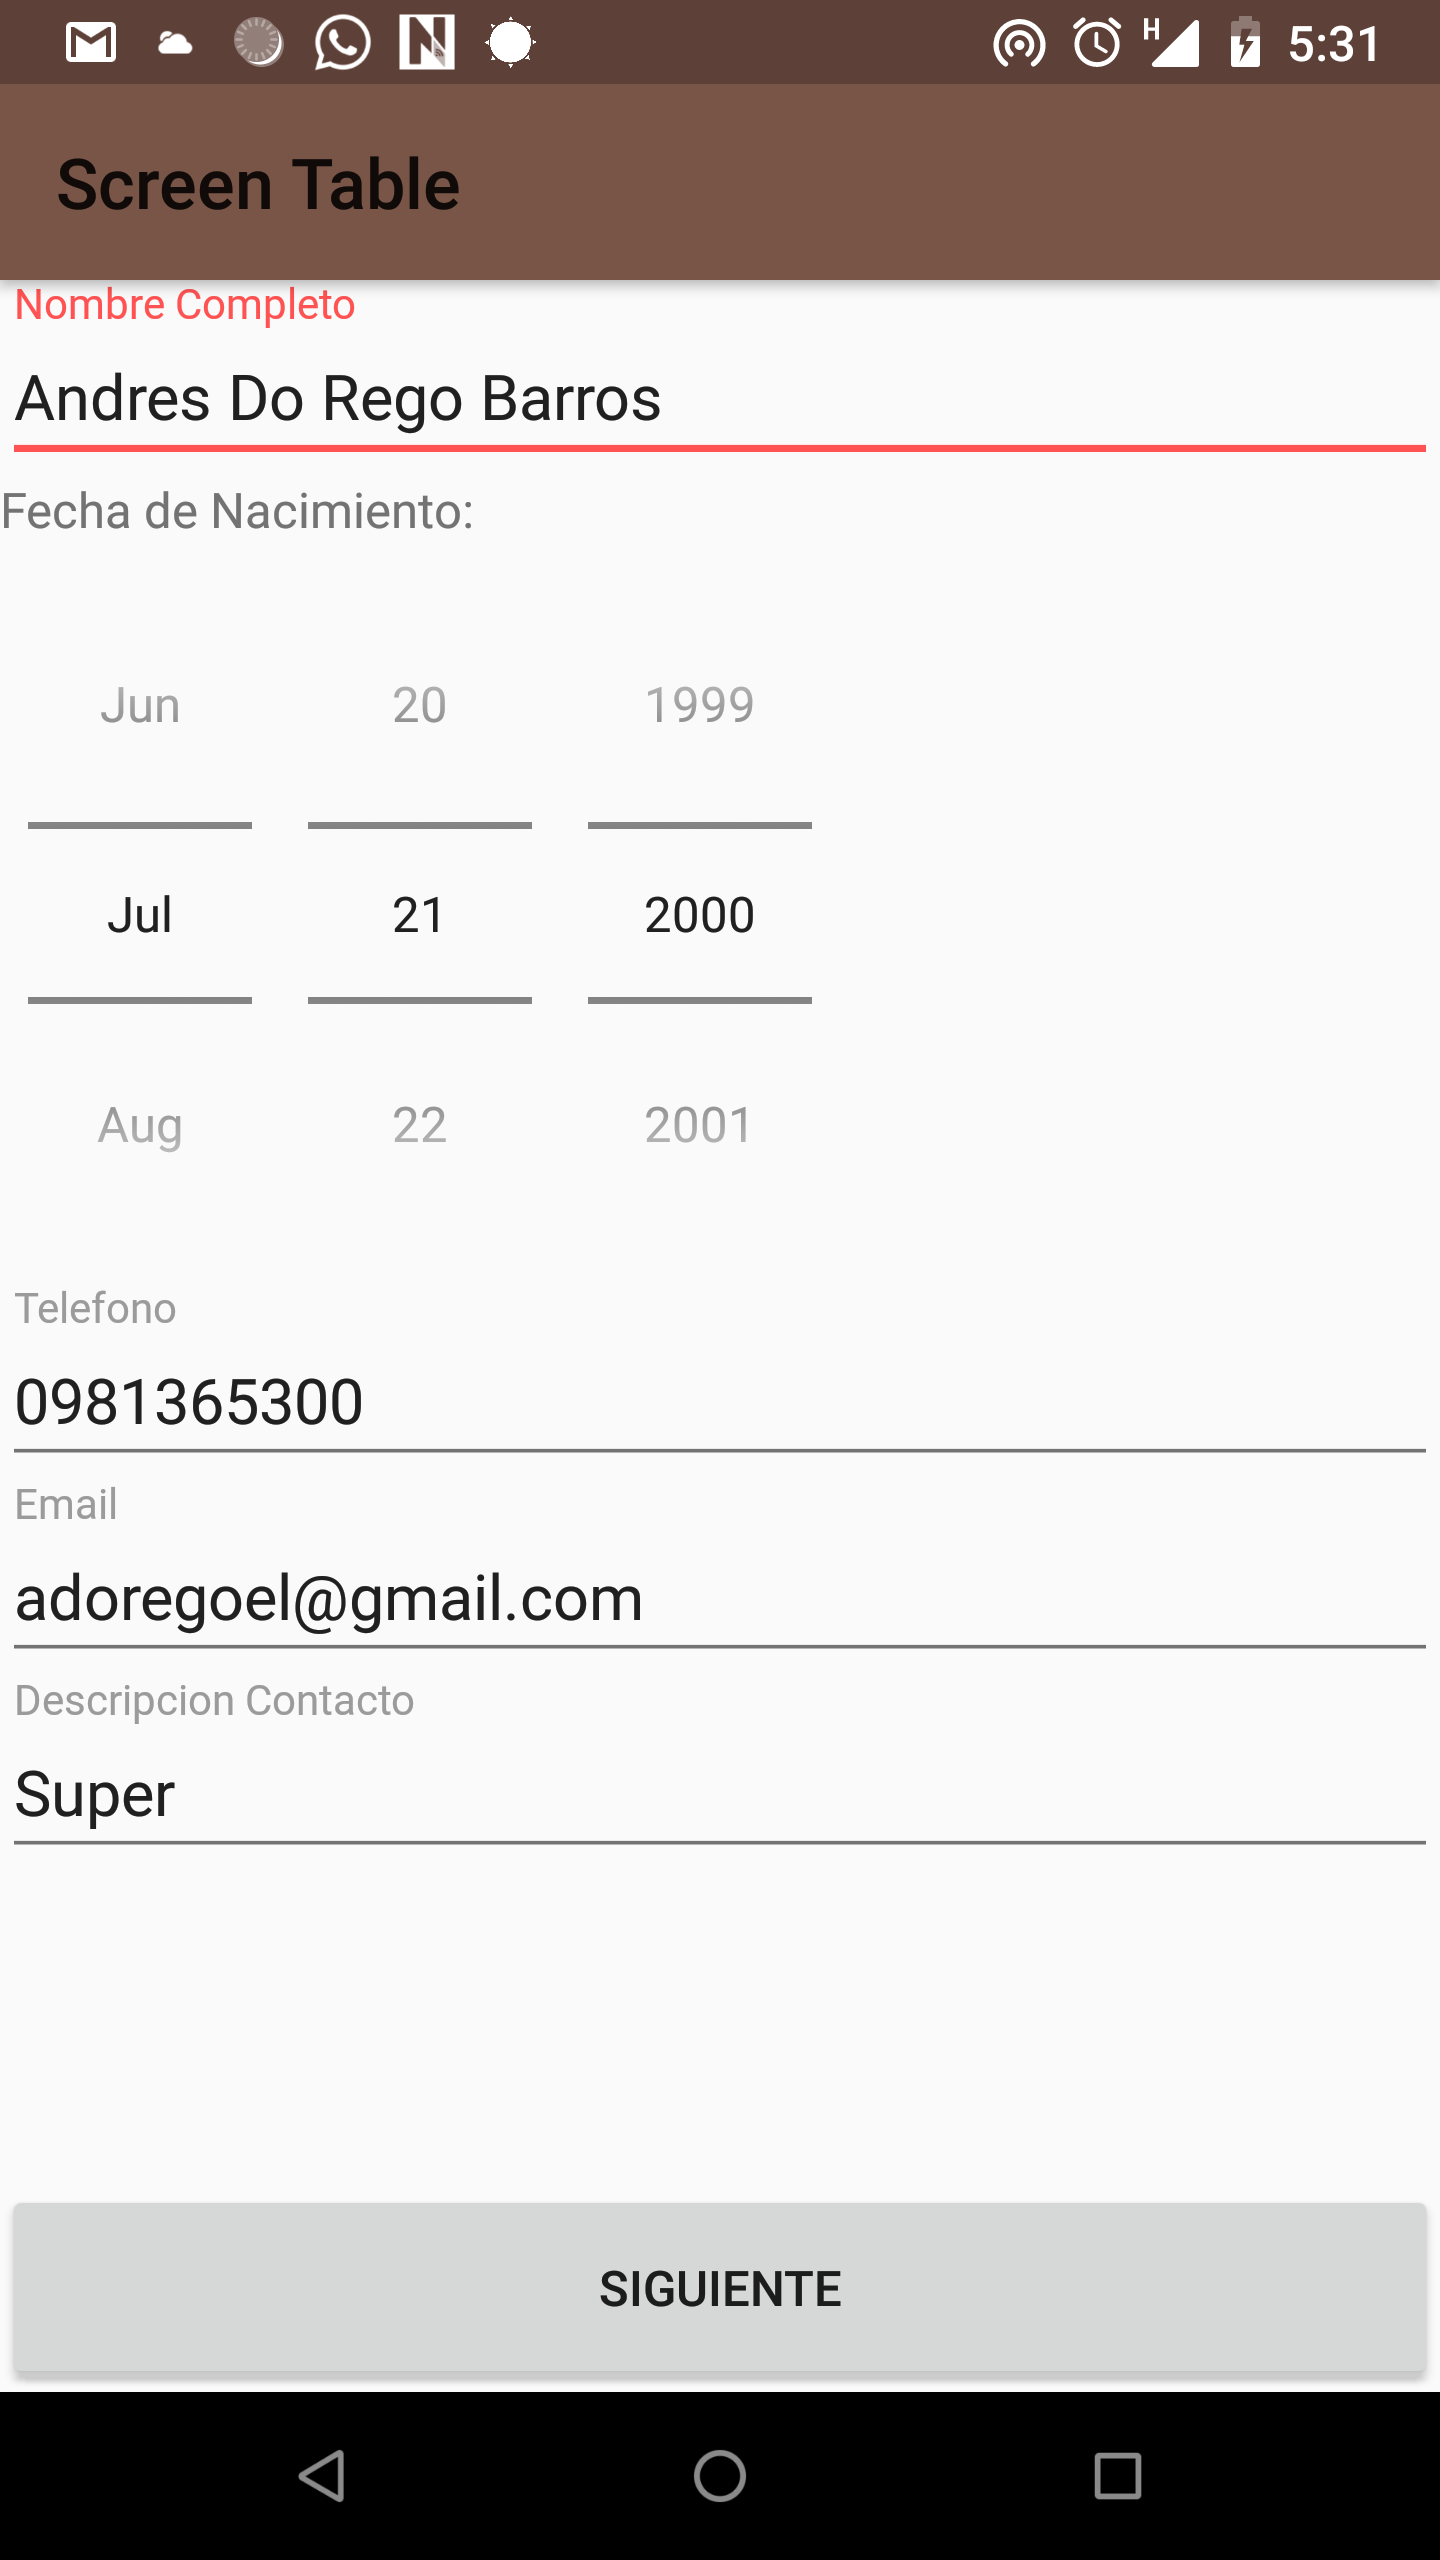 H 5:31
Screen Table
Nombre Completo
Andres Do Rego Barros
Fecha de Nacimiento:
Jun 20 1999
Jul 21 2000
Aug 22 2001
Telefono
0981365300
Email
adoregoel@gmail.com
Descripcion Contacto
Super
SIGUIENTE